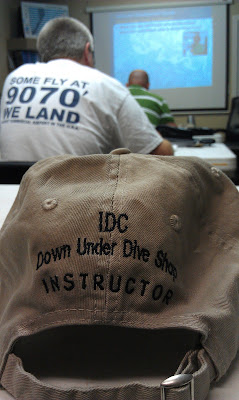 SOME FLY AT
9070
WE LAND
IDC
Down Under Dive Shop
INSTRUCTOR